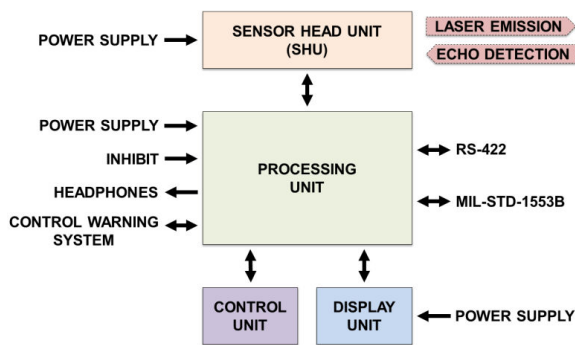 POWER SUPPLY
SENSOR HEAD UNIT
(SHU)
LASER EMISSION
ECHO DETECTION
POWER SUPPLY
INHIBIT
HEADPHONES
CONTROL WARNING
SYSTEM
PROCESSING
UNIT
RS-422
MIL-STD-1553B
CONTROL
UNIT
DISPLAY
UNIT
POWER SUPPLY